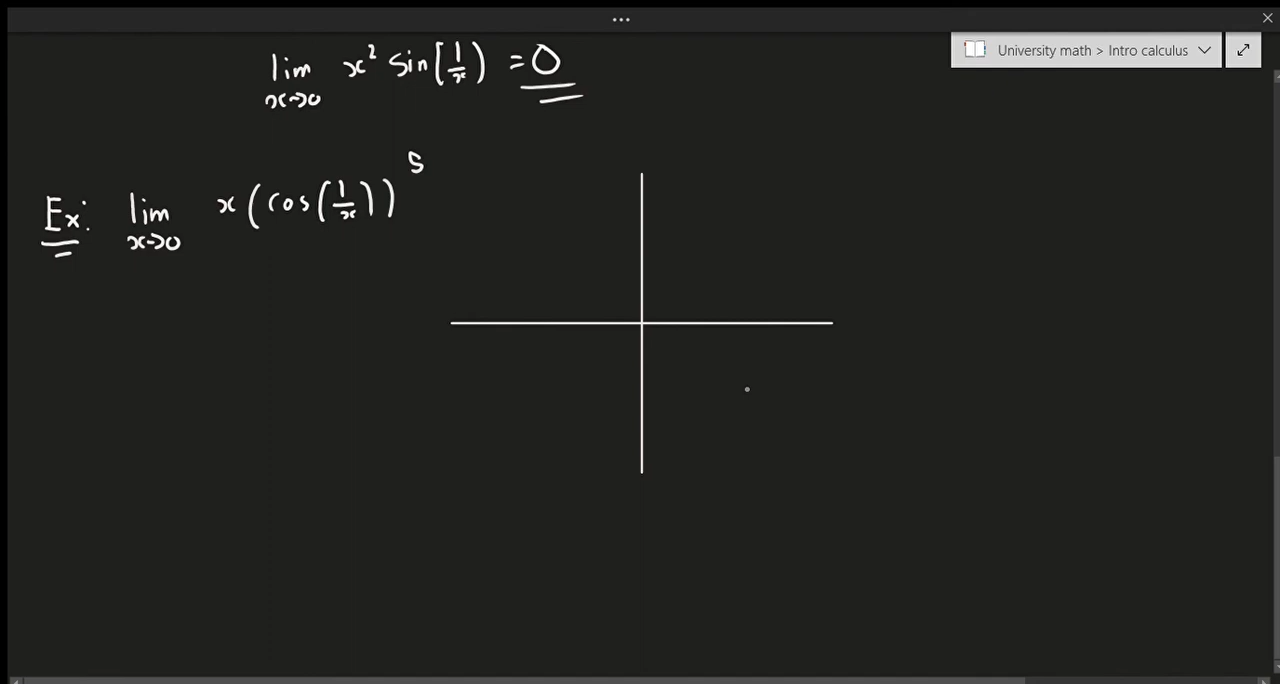 University math > Intro calculus
lim x² sin(1/x) = 0
x→0
Ex: lim x(cos(1/x))⁵
x→0